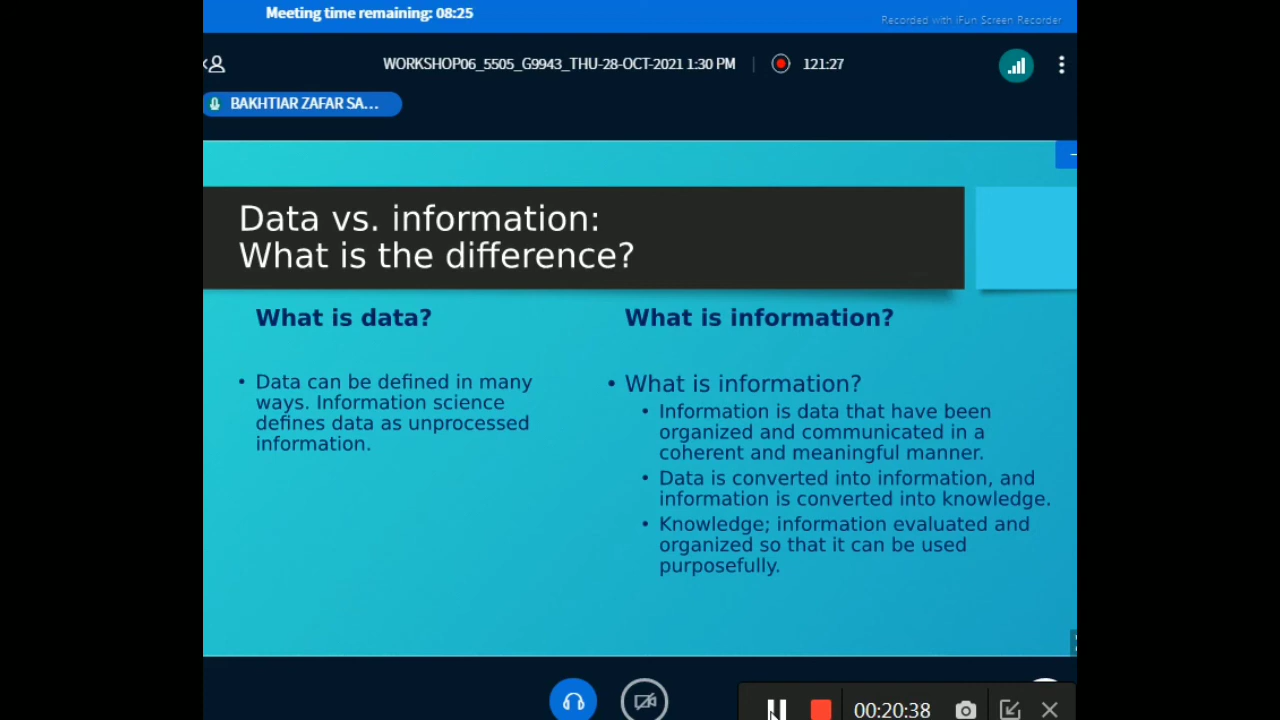 Meeting time remaining: 08:25
Recorded with iFun Screen Recorder
WORKSHOP06_5505_G9943_THU-28-OCT-2021 1:30 PM
121:27
BAKHTIAR ZAFAR SA...
Data vs. information:
What is the difference?
What is data?
• Data can be defined in many
ways. Information science
defines data as unprocessed
information.
What is information?
• What is information?
• Information is data that have been
organized and communicated in a
coherent and meaningful manner.
• Data is converted into information, and
information is converted into knowledge.
• Knowledge; information evaluated and
organized so that it can be used
purposefully.
00:20:38